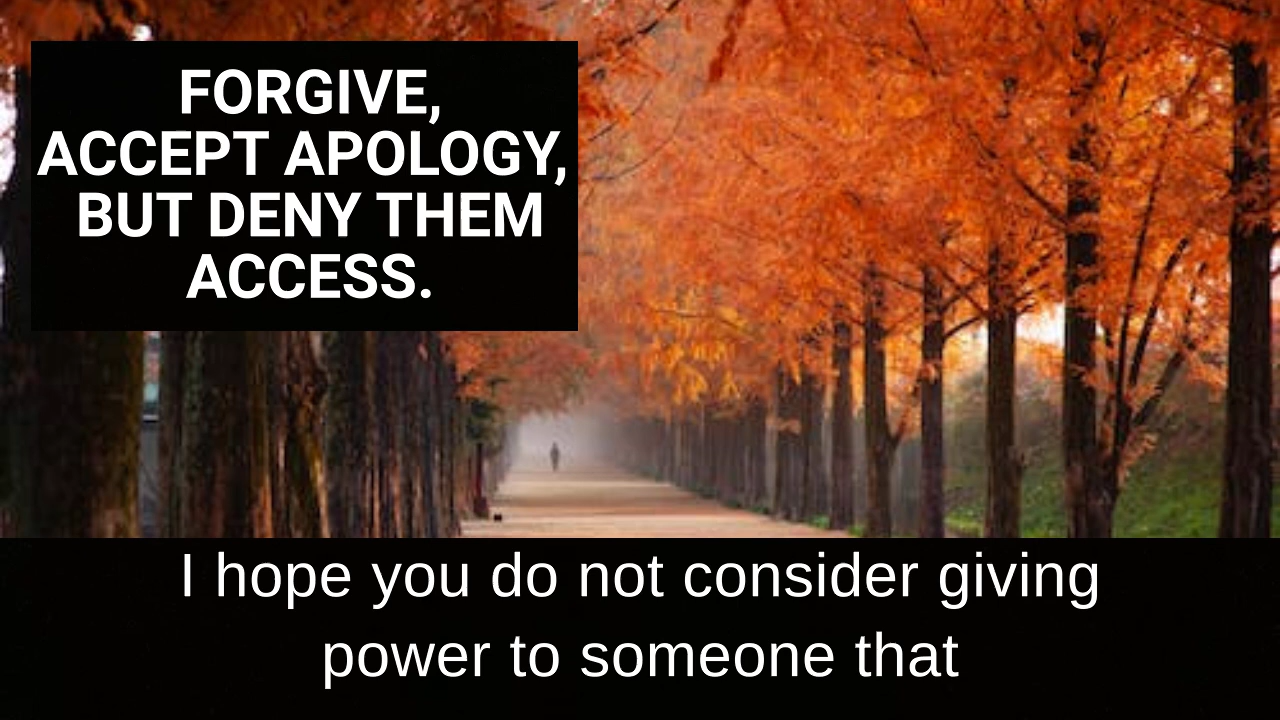 FORGIVE,
ACCEPT APOLOGY,
BUT DENY THEM
ACCESS.
I hope you do not consider giving
power to someone that